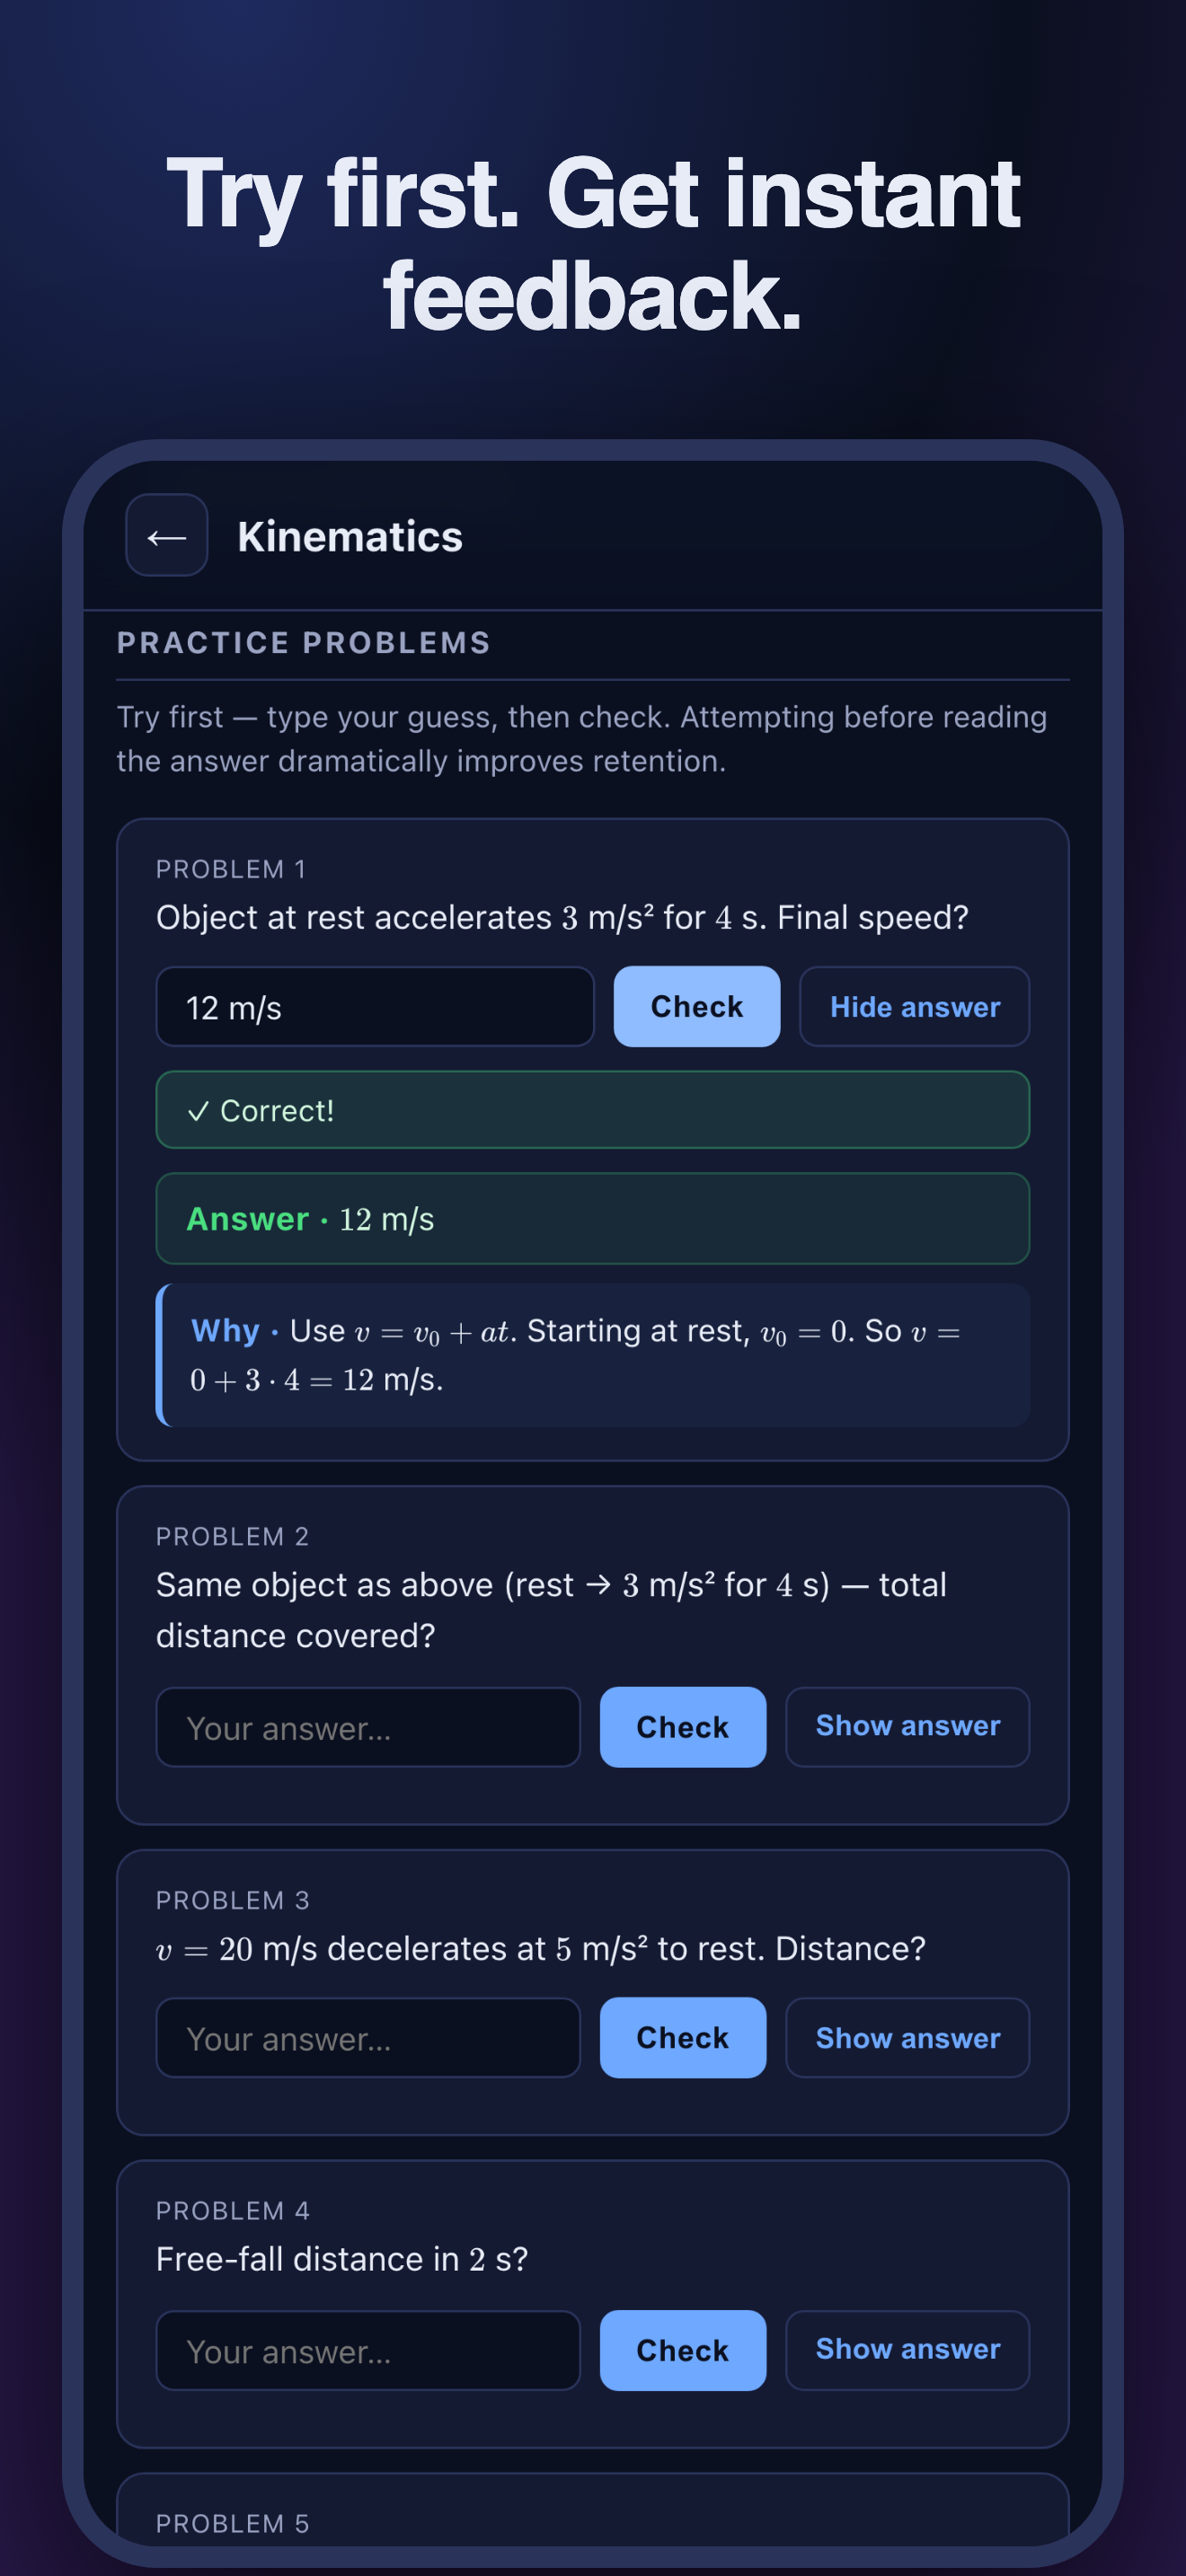 Try first. Get instant
feedback.
← Kinematics
PRACTICE PROBLEMS
Try first — type your guess, then check. Attempting before reading
the answer dramatically improves retention.
PROBLEM 1
Object at rest accelerates 3 m/s² for 4 s. Final speed?
12 m/s Check Hide answer
✓ Correct!
Answer · 12 m/s
Why · Use v = v₀ + at. Starting at rest, v₀ = 0. So v =
0 + 3 · 4 = 12 m/s.
PROBLEM 2
Same object as above (rest → 3 m/s² for 4 s) — total
distance covered?
Your answer... Check Show answer
PROBLEM 3
v = 20 m/s decelerates at 5 m/s² to rest. Distance?
Your answer... Check Show answer
PROBLEM 4
Free-fall distance in 2 s?
Your answer... Check Show answer
PROBLEM 5